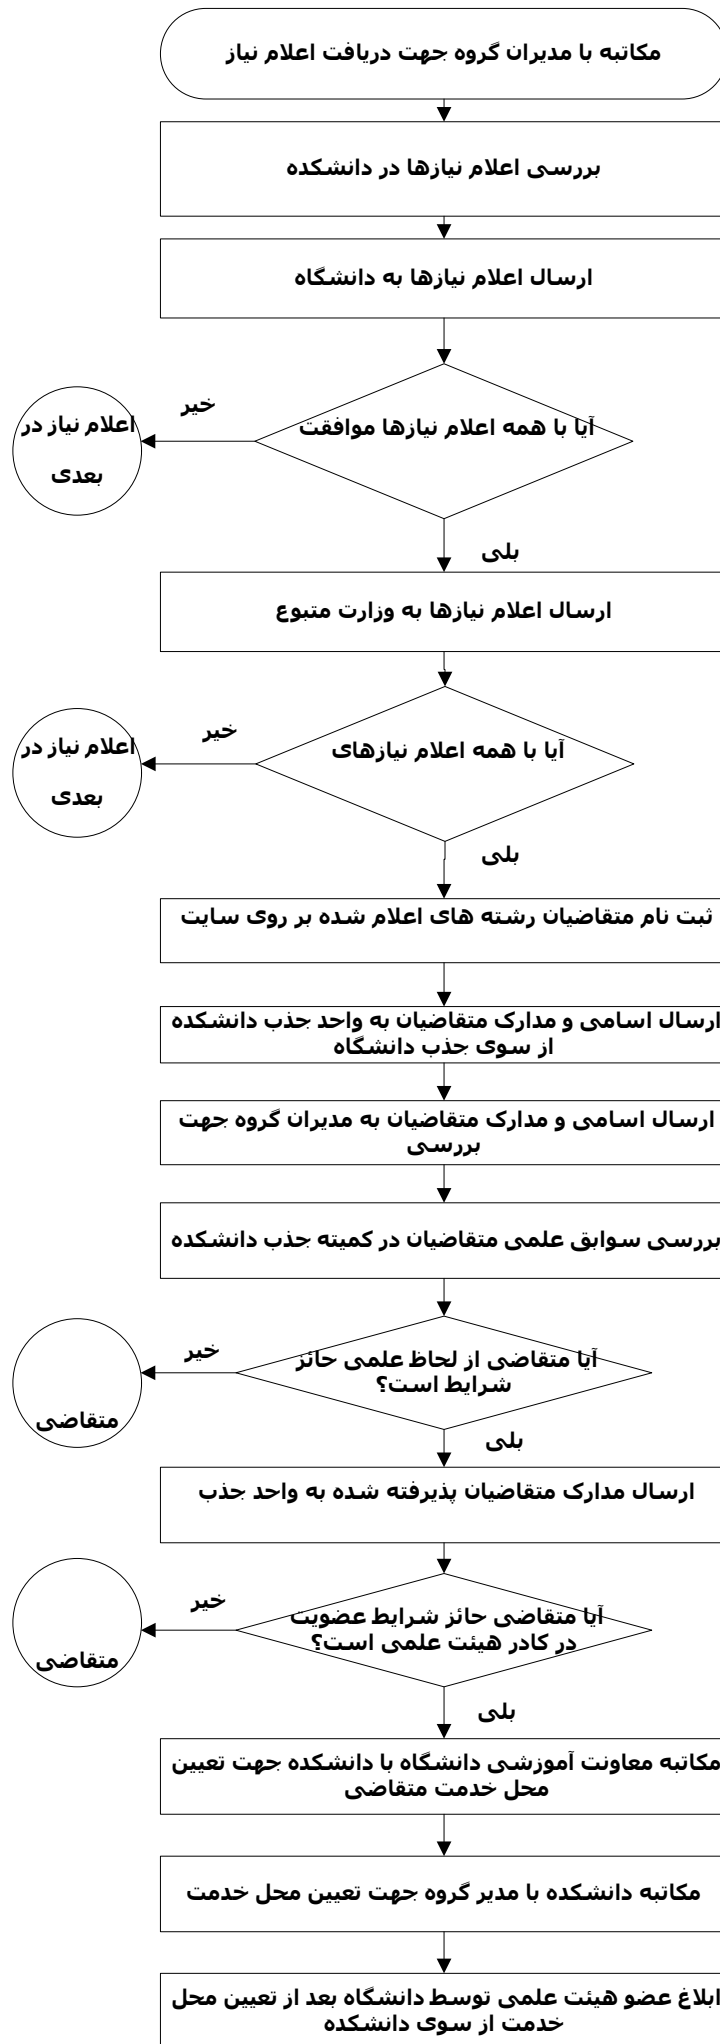 مکاتبه با مدیران گروه جهت دریافت اعلام نیاز
بررسی اعلام نیازها در دانشکده
ارسال اعلام نیازها به دانشگاه
آیا با همه اعلام نیازها موافقت
خیر
اعلام نیاز در
بعدی
بلی
ارسال اعلام نیازها به وزارت متبوع
آیا با همه اعلام نیازهای
خیر
اعلام نیاز در
بعدی
بلی
ثبت نام متقاضیان رشته های اعلام شده بر روی سایت
ارسال اسامی و مدارک متقاضیان به واحد جذب دانشکده
از سوی جذب دانشگاه
ارسال اسامی و مدارک متقاضیان به مدیران گروه جهت
بررسی
بررسی سوابق علمی متقاضیان در کمیته جذب دانشکده
آیا متقاضی از لحاظ علمی حائز
شرایط است؟
خیر
متقاضی
بلی
ارسال مدارک متقاضیان پذیرفته شده به واحد جذب
آیا متقاضی حائز شرایط عضویت
در کادر هیئت علمی است؟
خیر
متقاضی
بلی
مکاتبه معاونت آموزشی دانشگاه با دانشکده جهت تعیین
محل خدمت متقاضی
مکاتبه دانشکده با مدیر گروه جهت تعیین محل خدمت
ابلاغ عضو هیئت علمی توسط دانشگاه بعد از تعیین محل
خدمت از سوی دانشکده